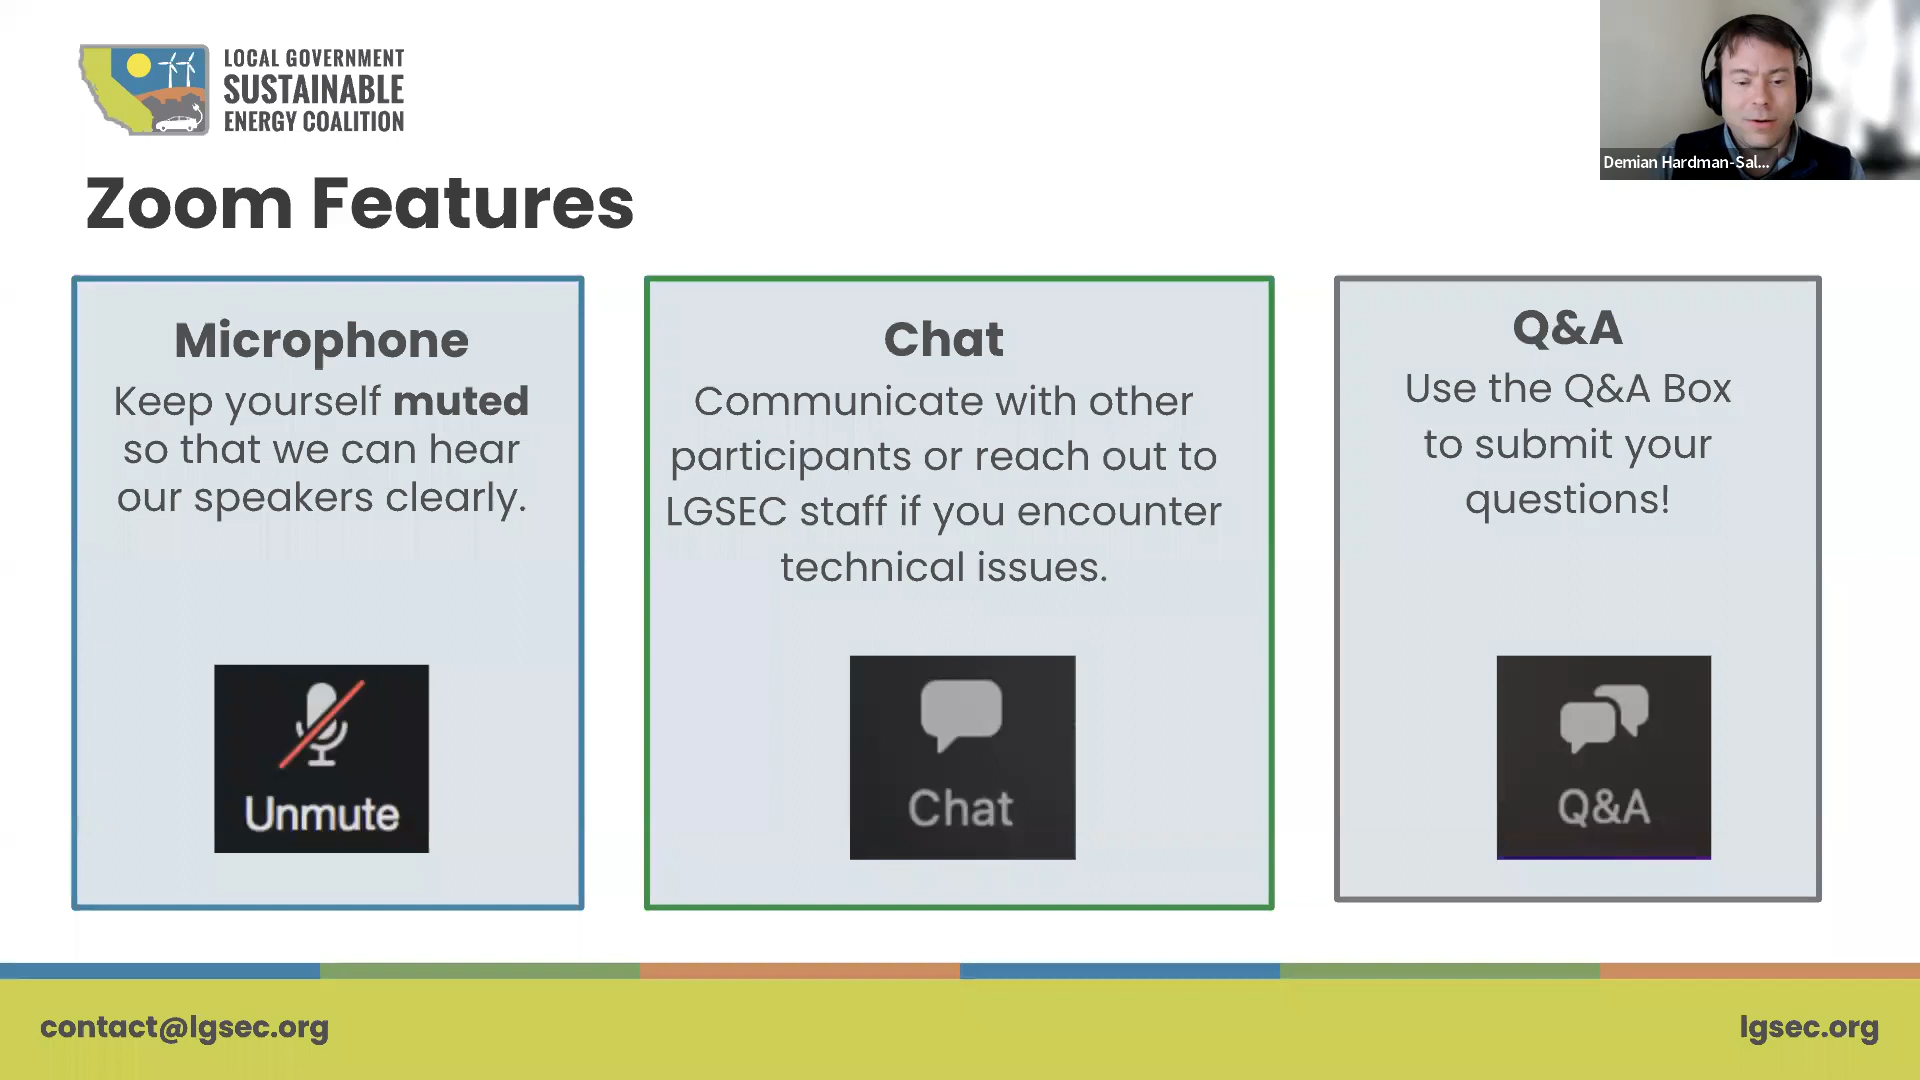 LOCAL GOVERNMENT
SUSTAINABLE
ENERGY COALITION
Demian Hardman-Sal...
Zoom Features
Microphone
Keep yourself muted
so that we can hear
our speakers clearly.
Unmute
Chat
Communicate with other
participants or reach out to
LGSEC staff if you encounter
technical issues.
Chat
Q&A
Use the Q&A Box
to submit your
questions!
Q&A
contact@lgsec.org
lgsec.org